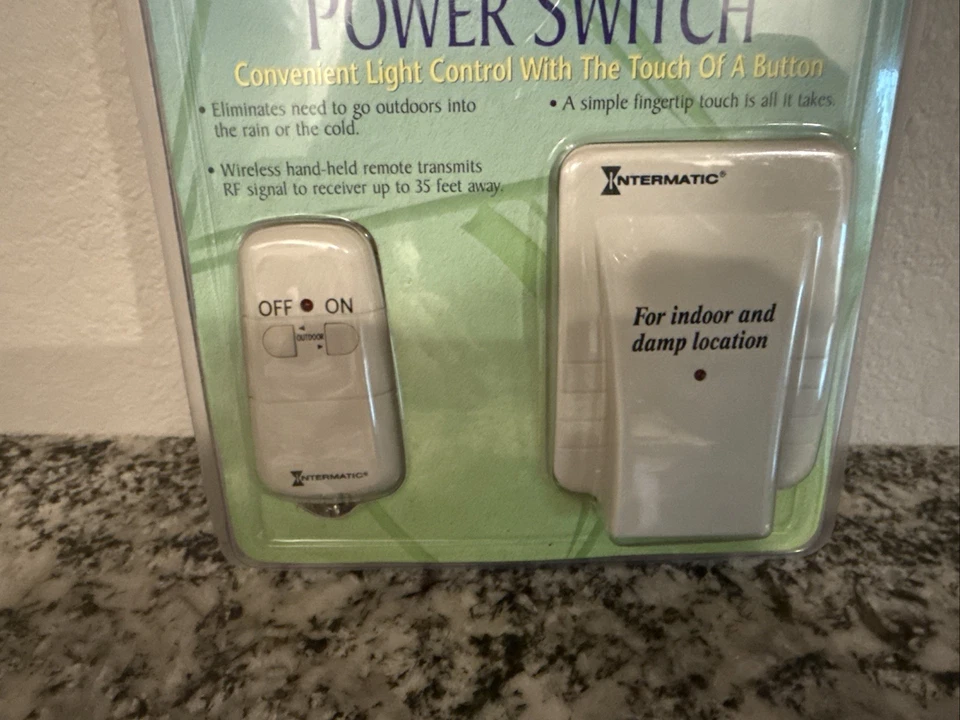 POWER SWITCH
Convenient Light Control With The Touch Of A Button
• Eliminates need to go outdoors into
the rain or the cold.
• A simple fingertip touch is all it takes.
• Wireless hand-held remote transmits
RF signal to receiver up to 35 feet away.
INTERMATIC®
OFF ON
OUTDOOR
For indoor and
damp location
INTERMATIC®